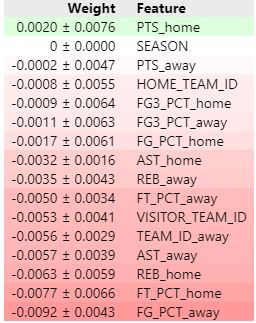 Weight Feature
0.0020 ± 0.0076 PTS_home
0 ± 0.0000 SEASON
-0.0002 ± 0.0047 PTS_away
-0.0008 ± 0.0055 HOME_TEAM_ID
-0.0009 ± 0.0064 FG3_PCT_home
-0.0011 ± 0.0063 FG3_PCT_away
-0.0017 ± 0.0061 FG_PCT_home
-0.0032 ± 0.0016 AST_home
-0.0035 ± 0.0043 REB_away
-0.0050 ± 0.0034 FT_PCT_away
-0.0053 ± 0.0041 VISITOR_TEAM_ID
-0.0056 ± 0.0029 TEAM_ID_away
-0.0057 ± 0.0039 AST_away
-0.0063 ± 0.0059 REB_home
-0.0077 ± 0.0066 FT_PCT_home
-0.0092 ± 0.0043 FG_PCT_away